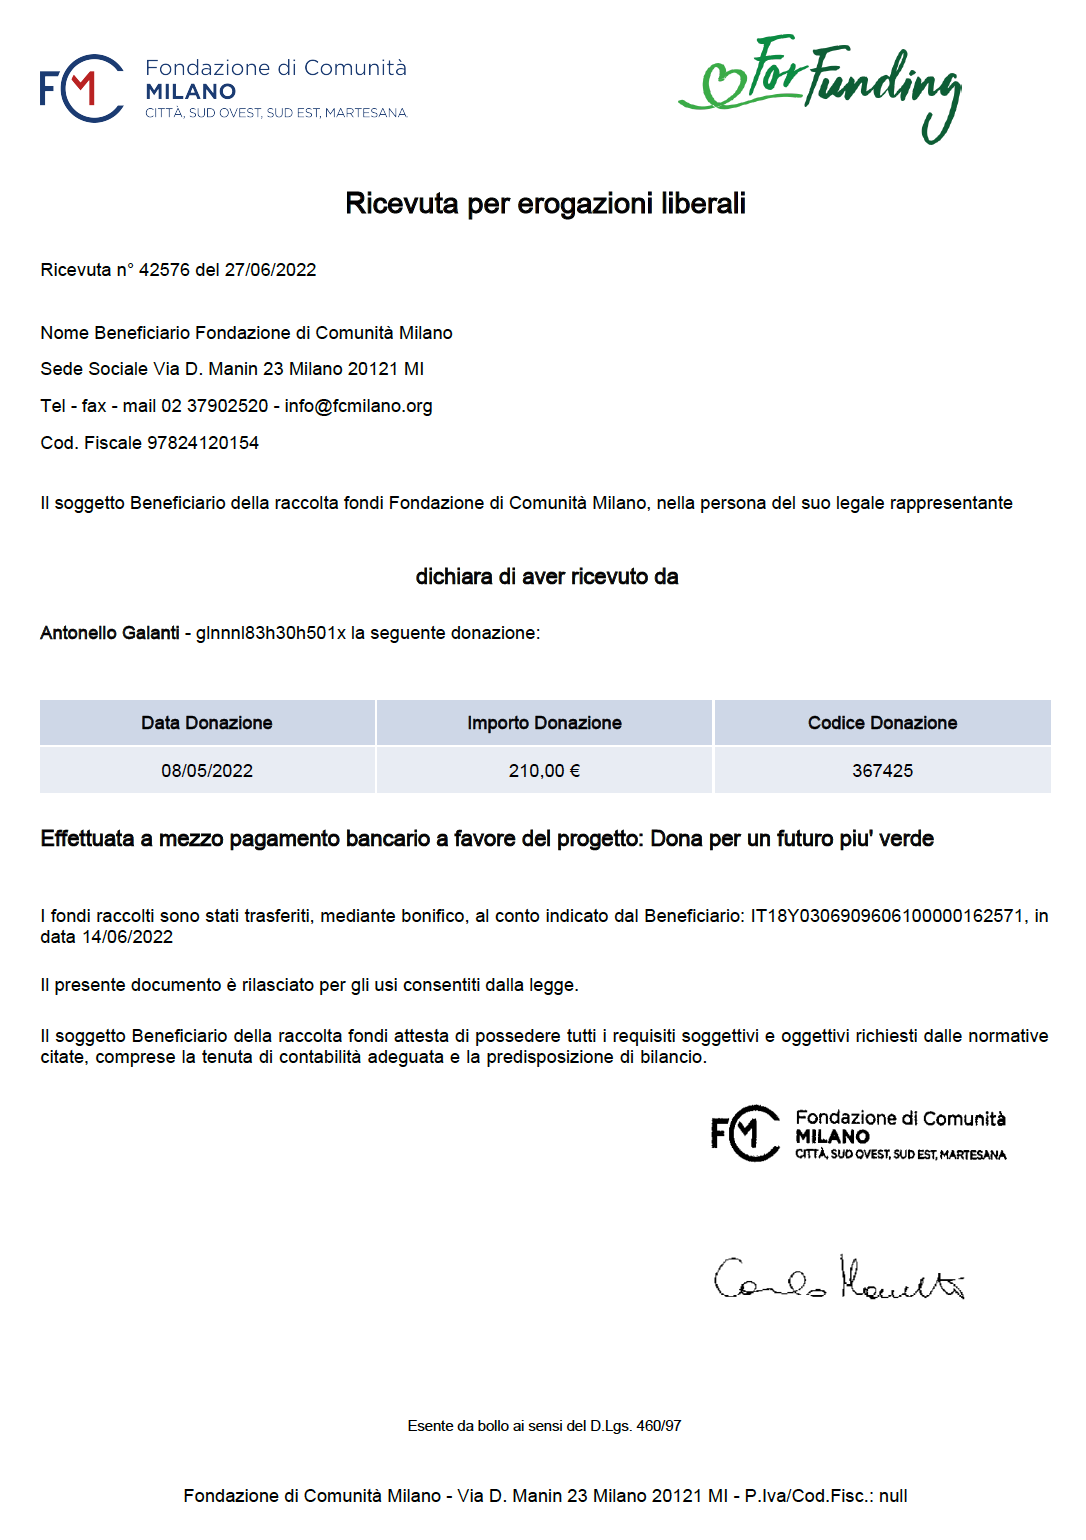 FMC Fondazione di Comunità
MILANO
CITTÀ, SUD OVEST, SUD EST, MARTESANA
ForFunding
Ricevuta per erogazioni liberali
Ricevuta n° 42576 del 27/06/2022
Nome Beneficiario Fondazione di Comunità Milano
Sede Sociale Via D. Manin 23 Milano 20121 MI
Tel - fax - mail 02 37902520 - info@fcmilano.org
Cod. Fiscale 97824120154
Il soggetto Beneficiario della raccolta fondi Fondazione di Comunità Milano, nella persona del suo legale rappresentante
dichiara di aver ricevuto da
Antonello Galanti - glnnnl83h30h501x la seguente donazione:
Data Donazione Importo Donazione Codice Donazione
08/05/2022 210,00 € 367425
Effettuata a mezzo pagamento bancario a favore del progetto: Dona per un futuro piu' verde
I fondi raccolti sono stati trasferiti, mediante bonifico, al conto indicato dal Beneficiario: IT18Y0306909606100000162571, in
data 14/06/2022
Il presente documento è rilasciato per gli usi consentiti dalla legge.
Il soggetto Beneficiario della raccolta fondi attesta di possedere tutti i requisiti soggettivi e oggettivi richiesti dalle normative
citate, comprese la tenuta di contabilità adeguata e la predisposizione di bilancio.
FMC Fondazione di Comunità
MILANO
CITTÀ, SUD OVEST, SUD EST, MARTESANA
Carlo
Esente da bollo ai sensi del D.Lgs. 460/97
Fondazione di Comunità Milano - Via D. Manin 23 Milano 20121 MI - P.Iva/Cod.Fisc.: null